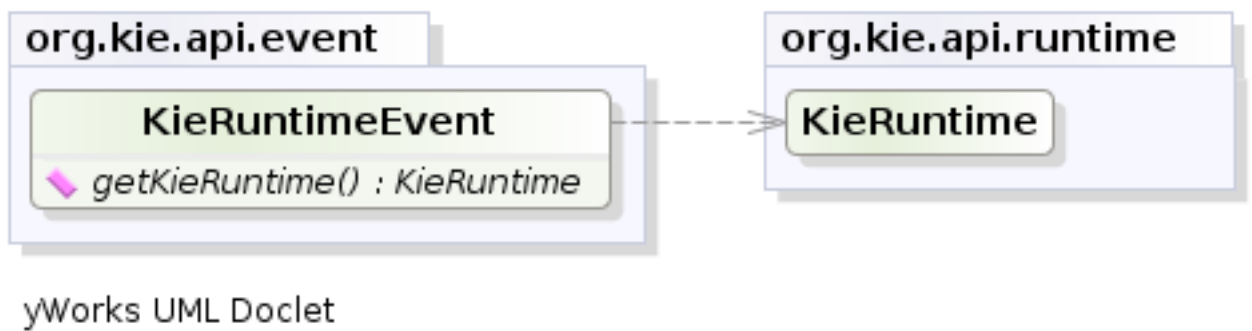 org.kie.api.event
org.kie.api.runtime
KieRuntimeEvent
KieRuntime
getKieRuntime() : KieRuntime
yWorks UML Doclet